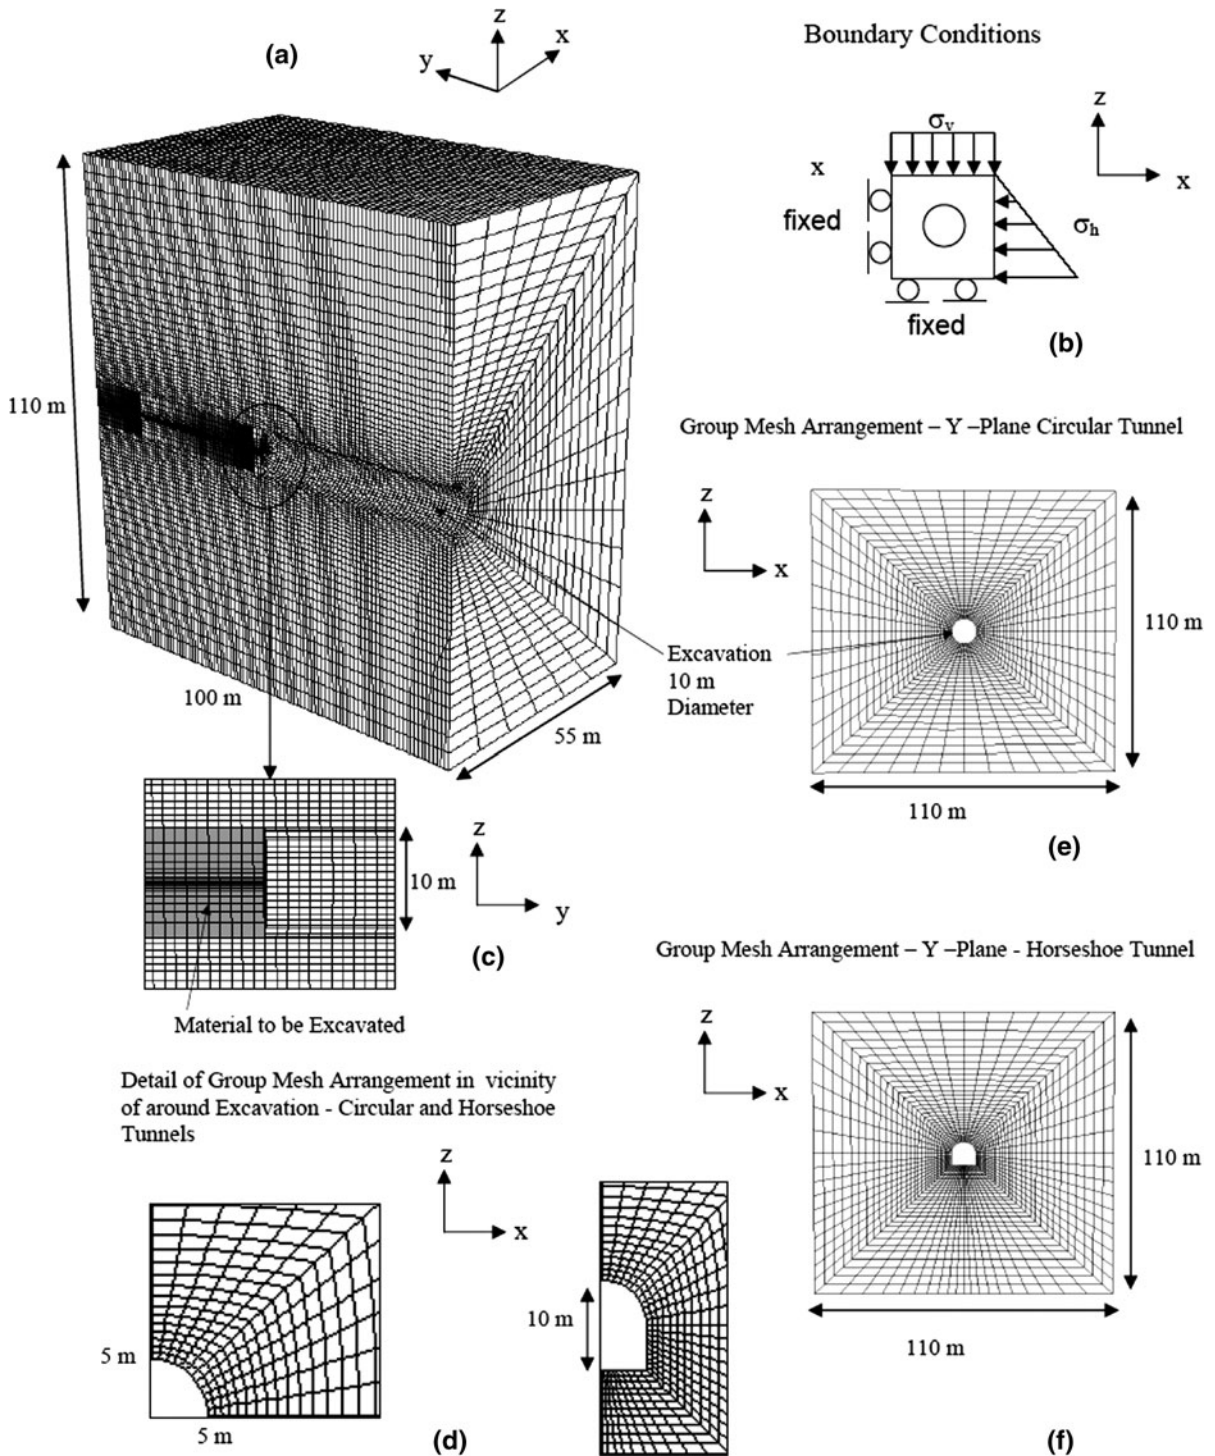 (a)
z
x
y
110 m
100 m
55 m
Boundary Conditions
σv
z
x
x
fixed
σh
fixed
(b)
Group Mesh Arrangement – Y –Plane Circular Tunnel
z
x
Excavation
10 m
Diameter
110 m
110 m
(e)
z
y
10 m
(c)
Material to be Excavated
Group Mesh Arrangement – Y –Plane - Horseshoe Tunnel
z
x
110 m
110 m
(f)
Detail of Group Mesh Arrangement in vicinity
of around Excavation - Circular and Horseshoe
Tunnels
z
x
5 m
5 m
10 m
(d)